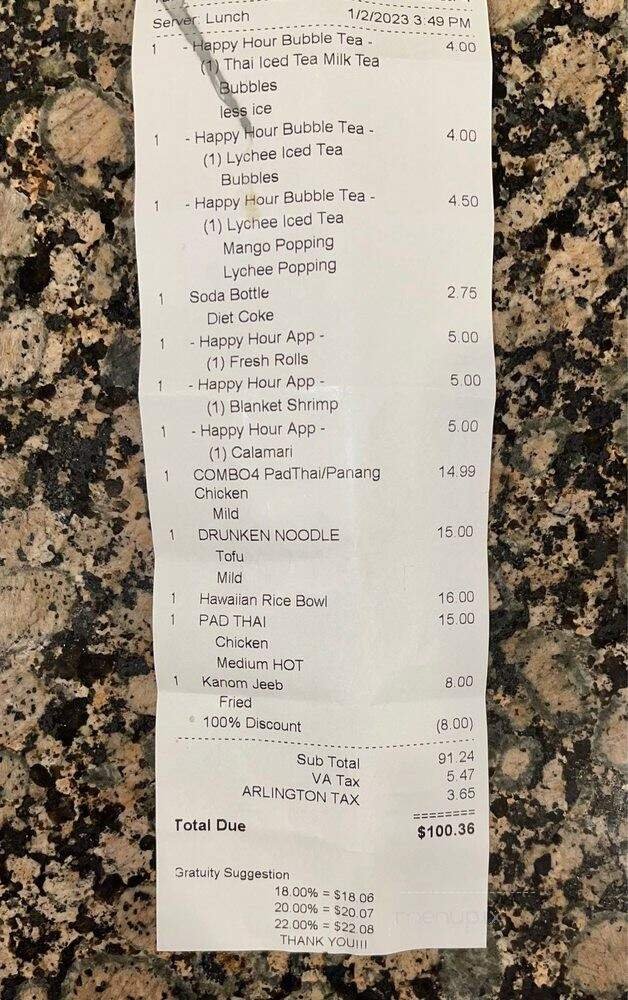 Server: Lunch 1/2/2023 3:49 PM
1 - Happy Hour Bubble Tea - 4.00
(1) Thai Iced Tea Milk Tea
Bubbles
less ice
1 - Happy Hour Bubble Tea - 4.00
(1) Lychee Iced Tea
Bubbles
1 - Happy Hour Bubble Tea - 4.50
(1) Lychee Iced Tea
Mango Popping
Lychee Popping
1 Soda Bottle 2.75
Diet Coke
1 - Happy Hour App - 5.00
(1) Fresh Rolls
1 - Happy Hour App - 5.00
(1) Blanket Shrimp
1 - Happy Hour App - 5.00
(1) Calamari
1 COMBO4 PadThai/Panang 14.99
Chicken
Mild
1 DRUNKEN NOODLE 15.00
Tofu
Mild
1 Hawaiian Rice Bowl 16.00
1 PAD THAI 15.00
Chicken
Medium HOT
1 Kanom Jeeb 8.00
Fried
100% Discount (8.00)
Sub Total 91.24
VA Tax 5.47
ARLINGTON TAX 3.65
========
Total Due $100.36
Gratuity Suggestion
18.00% = $18.06
20.00% = $20.07
22.00% = $22.08
THANK YOU!!!
menupix